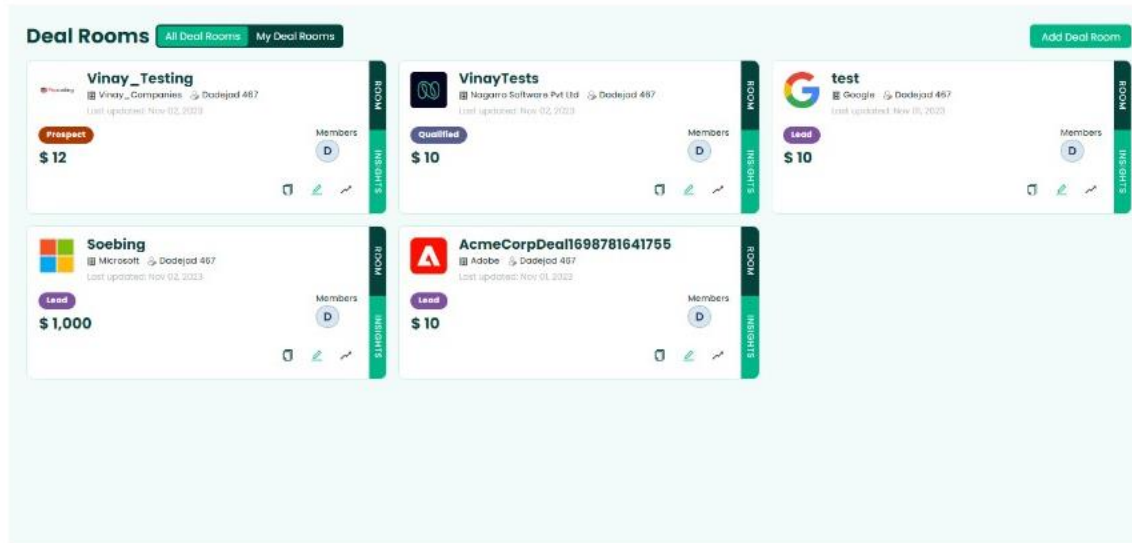 Deal Rooms All Deal Rooms My Deal Rooms Add Deal Room
Vinay_Testing
Vinay_Companies Dadejad 467
Last updated: Nov 02, 2023
Prospect
Members
$ 12
D
ROOM
INSIGHTS
VinayTests
Nagarro Software Pvt Ltd Dadejad 467
Last updated: Nov 02, 2023
Qualified
Members
$ 10
D
ROOM
INSIGHTS
test
Google Dadejad 467
Last updated: Nov 01, 2023
Lead
Members
$ 10
D
ROOM
INSIGHTS
Soebing
Microsoft Dadejad 467
Last updated: Nov 02, 2023
Lead
Members
$ 1,000
D
ROOM
INSIGHTS
AcmeCorpDeal1698781641755
Adobe Dadejad 467
Last updated: Nov 01, 2023
Lead
Members
$ 10
D
ROOM
INSIGHTS